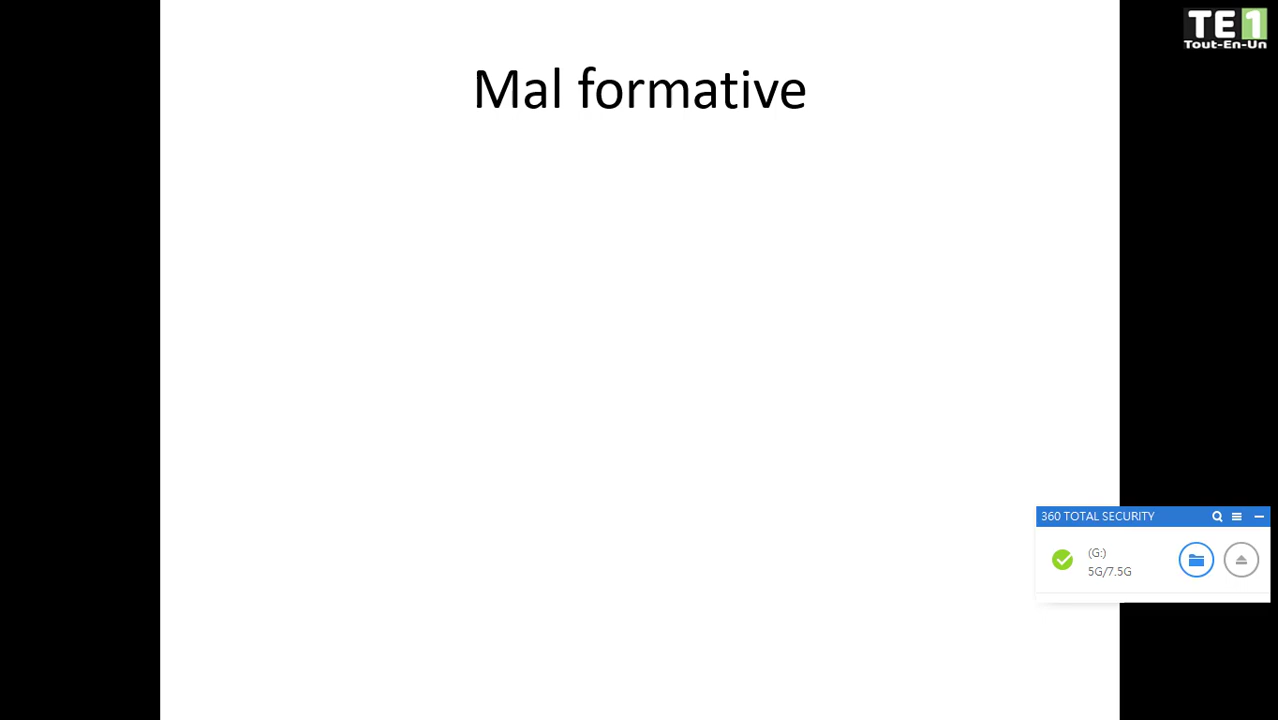 TE1
Tout-En-Un
Mal formative
360 TOTAL SECURITY
(G:)
5G/7.5G